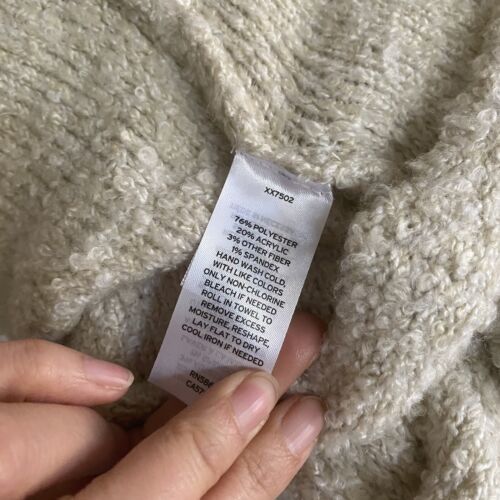 XX7502
76% POLYESTER
20% ACRYLIC
3% OTHER FIBER
1% SPANDEX
HAND WASH COLD,
WITH LIKE COLORS
ONLY NON-CHLORINE
BLEACH IF NEEDED
ROLL IN TOWEL TO
REMOVE EXCESS
MOISTURE, RESHAPE,
LAY FLAT TO DRY
COOL IRON IF NEEDED